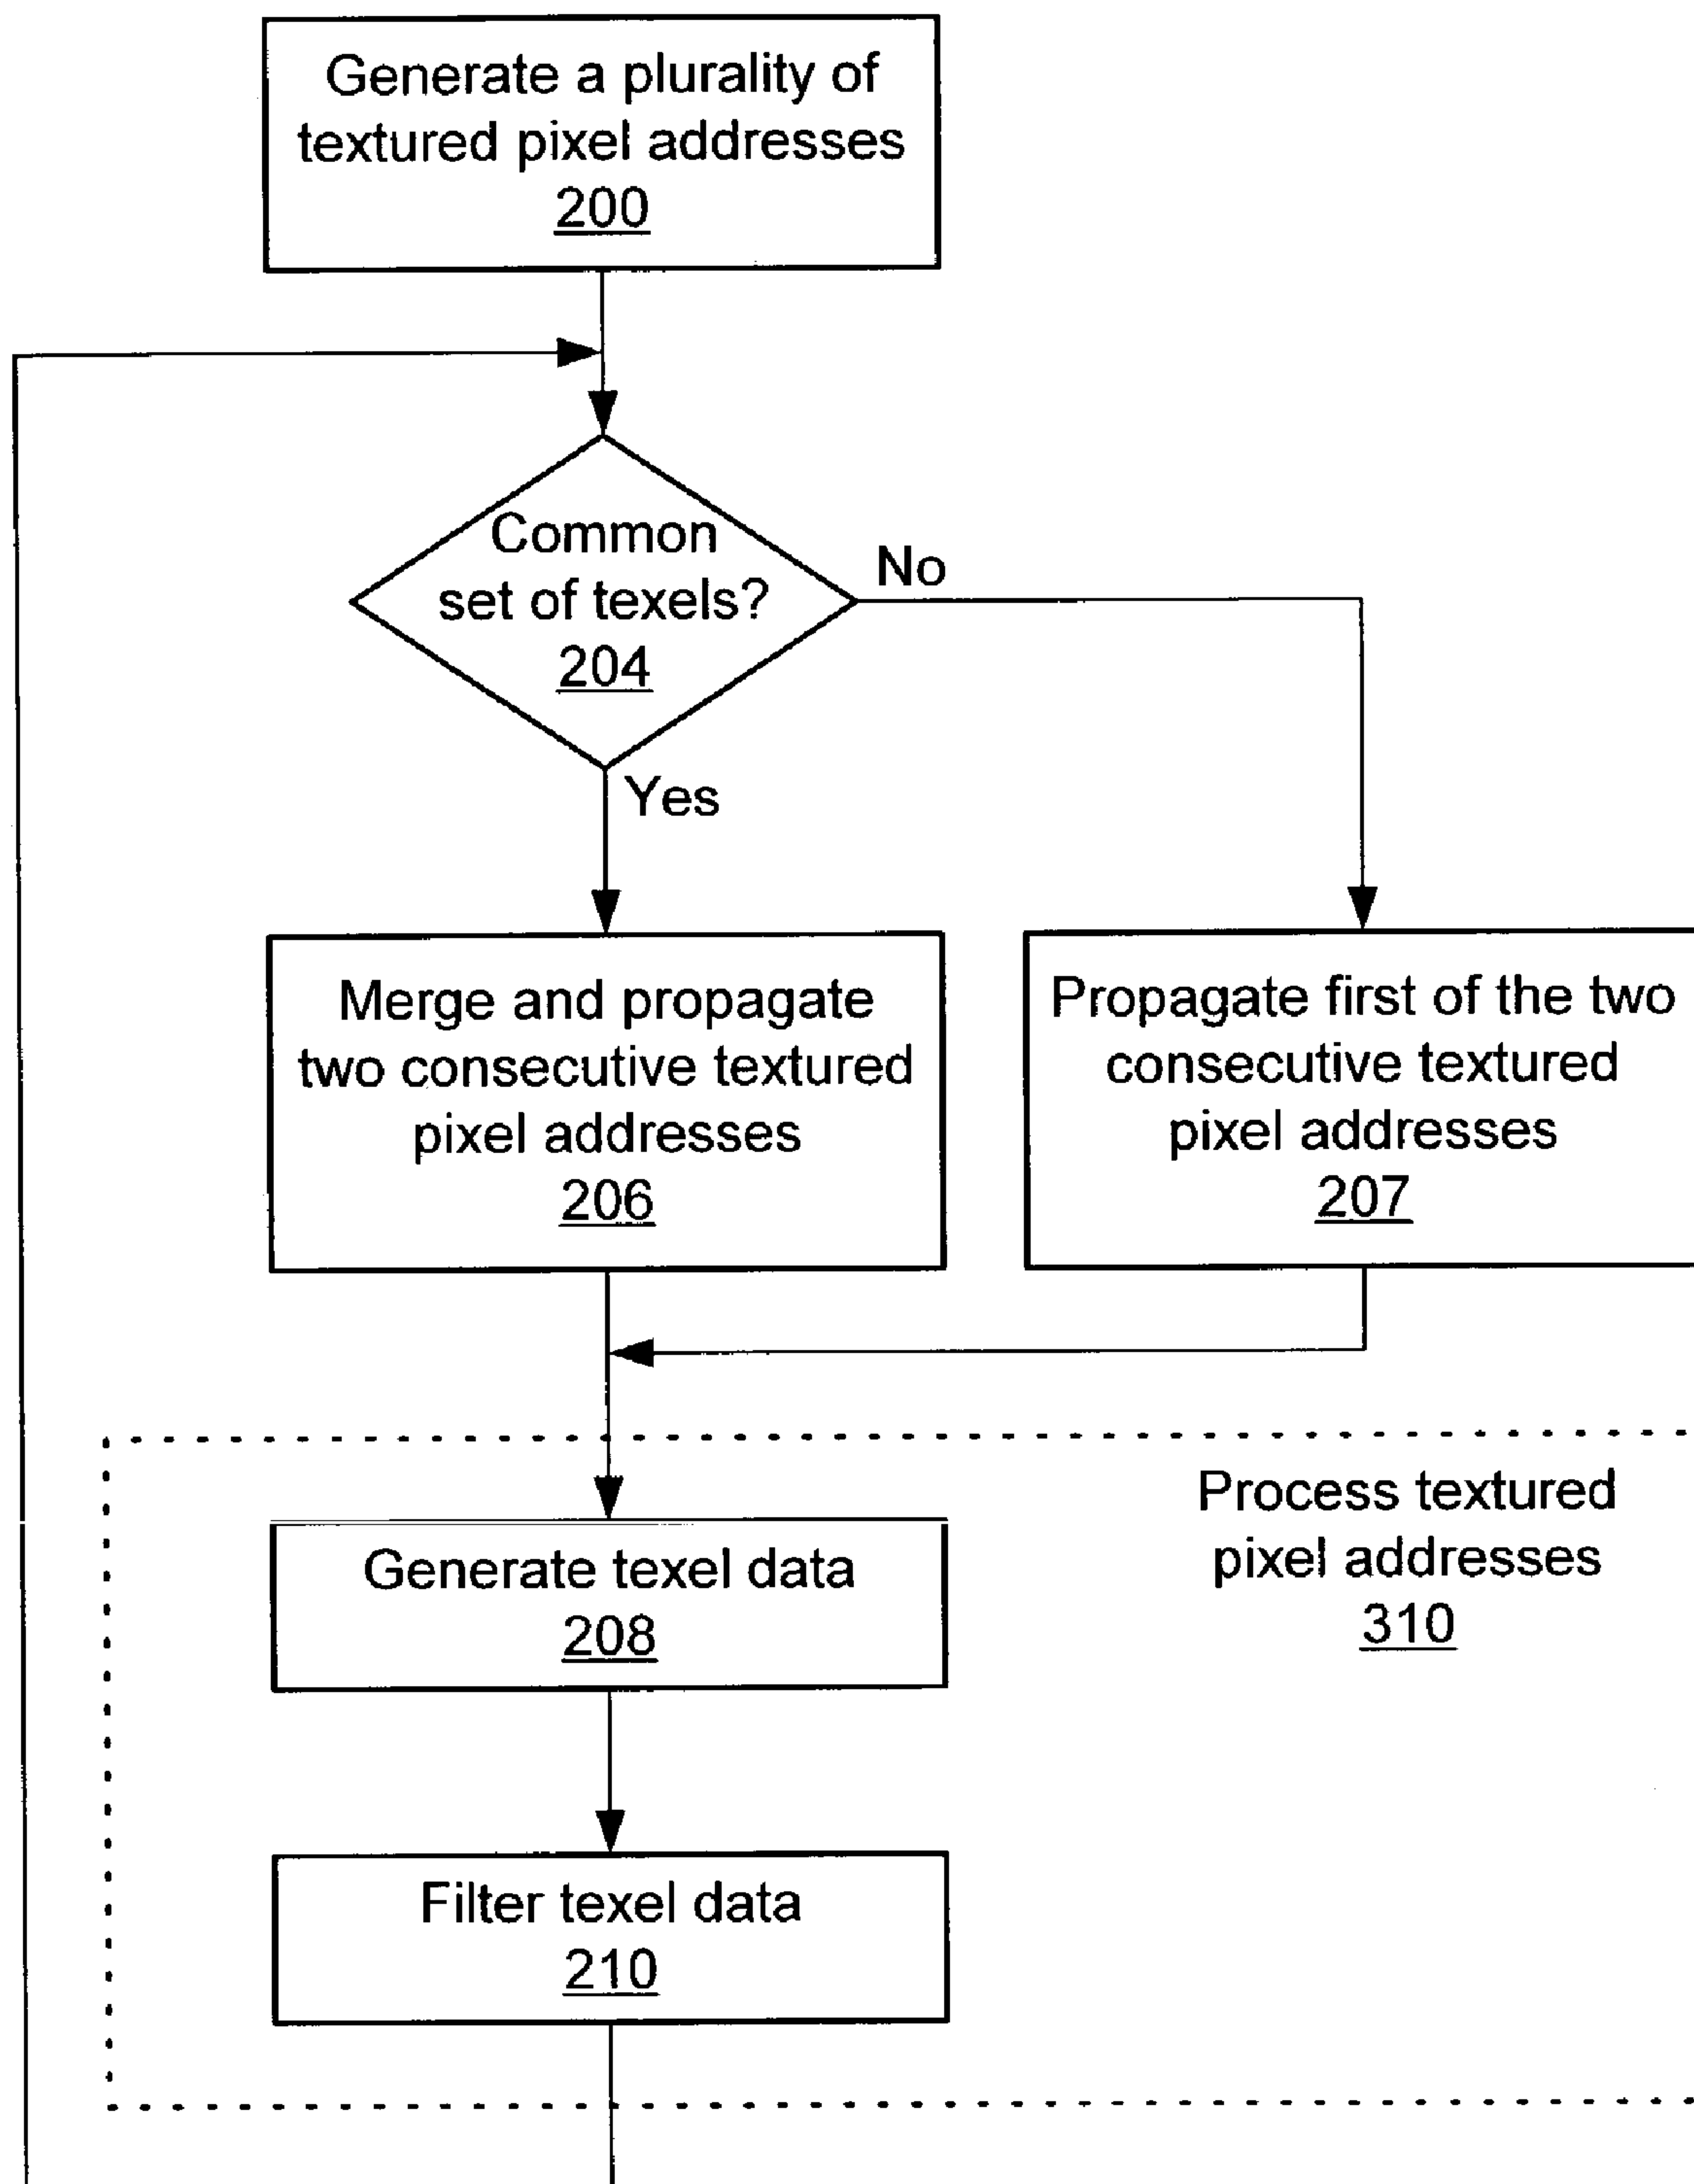 Generate a plurality of
textured pixel addresses
200
Common
set of texels?
204
No
Yes
Merge and propagate
two consecutive textured
pixel addresses
206
Propagate first of the two
consecutive textured
pixel addresses
207
Process textured
pixel addresses
310
Generate texel data
208
Filter texel data
210